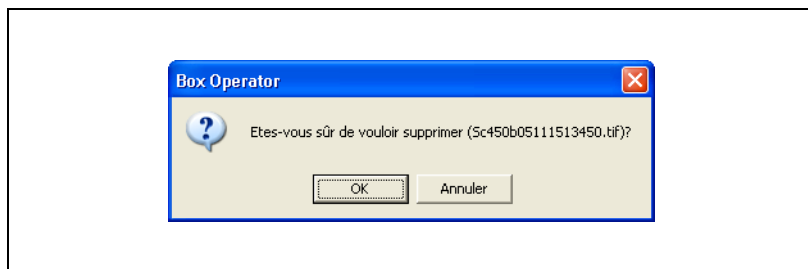 Box Operator
Etes-vous sûr de vouloir supprimer (Sc450b05111513450.tif)?
OK
Annuler